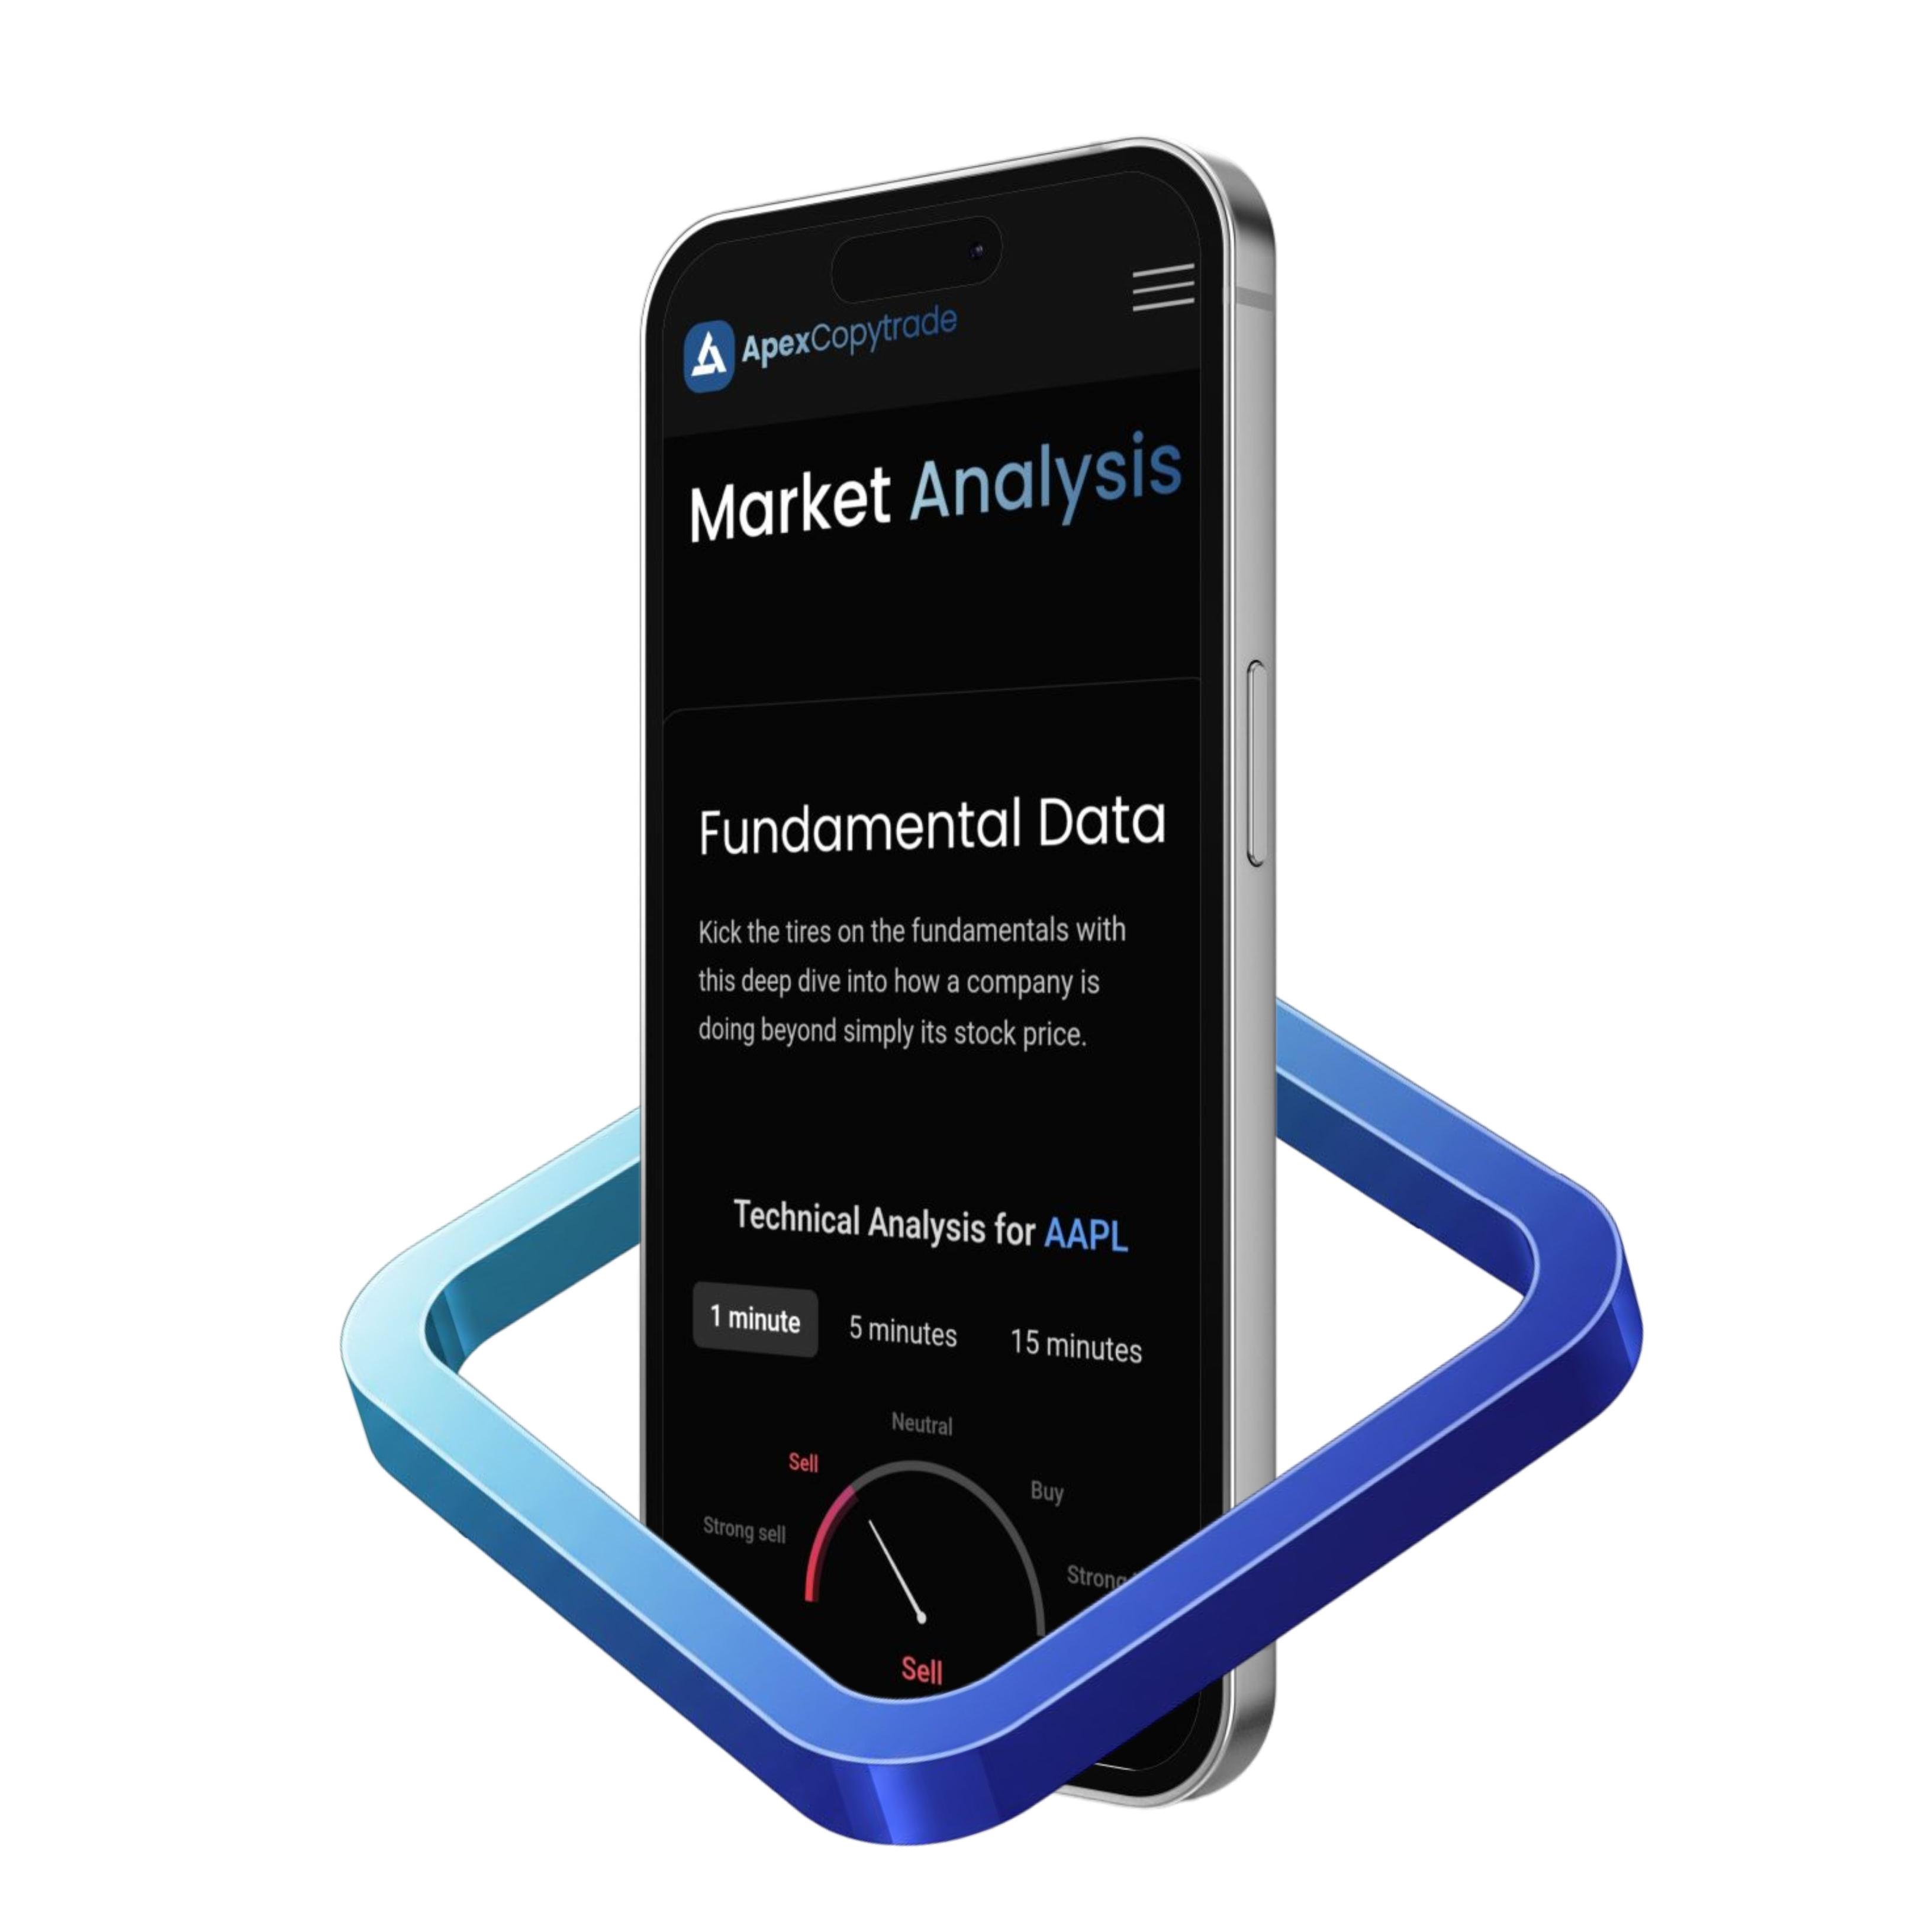 ApexCopytrade
Market Analysis
Fundamental Data
Kick the tires on the fundamentals with
this deep dive into how a company is
doing beyond simply its stock price.
Technical Analysis for AAPL
1 minute 5 minutes 15 minutes
Neutral
Sell
Buy
Strong sell
Strong
Sell